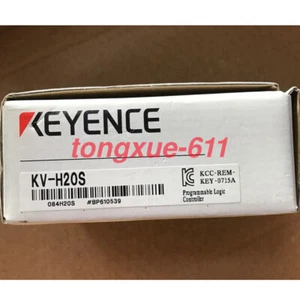 KEYENCE
tongxue-611
KV-H20S
084H20S #BP610539
KCC-REM-
KEY-0715A
Programmable Logic
Controller